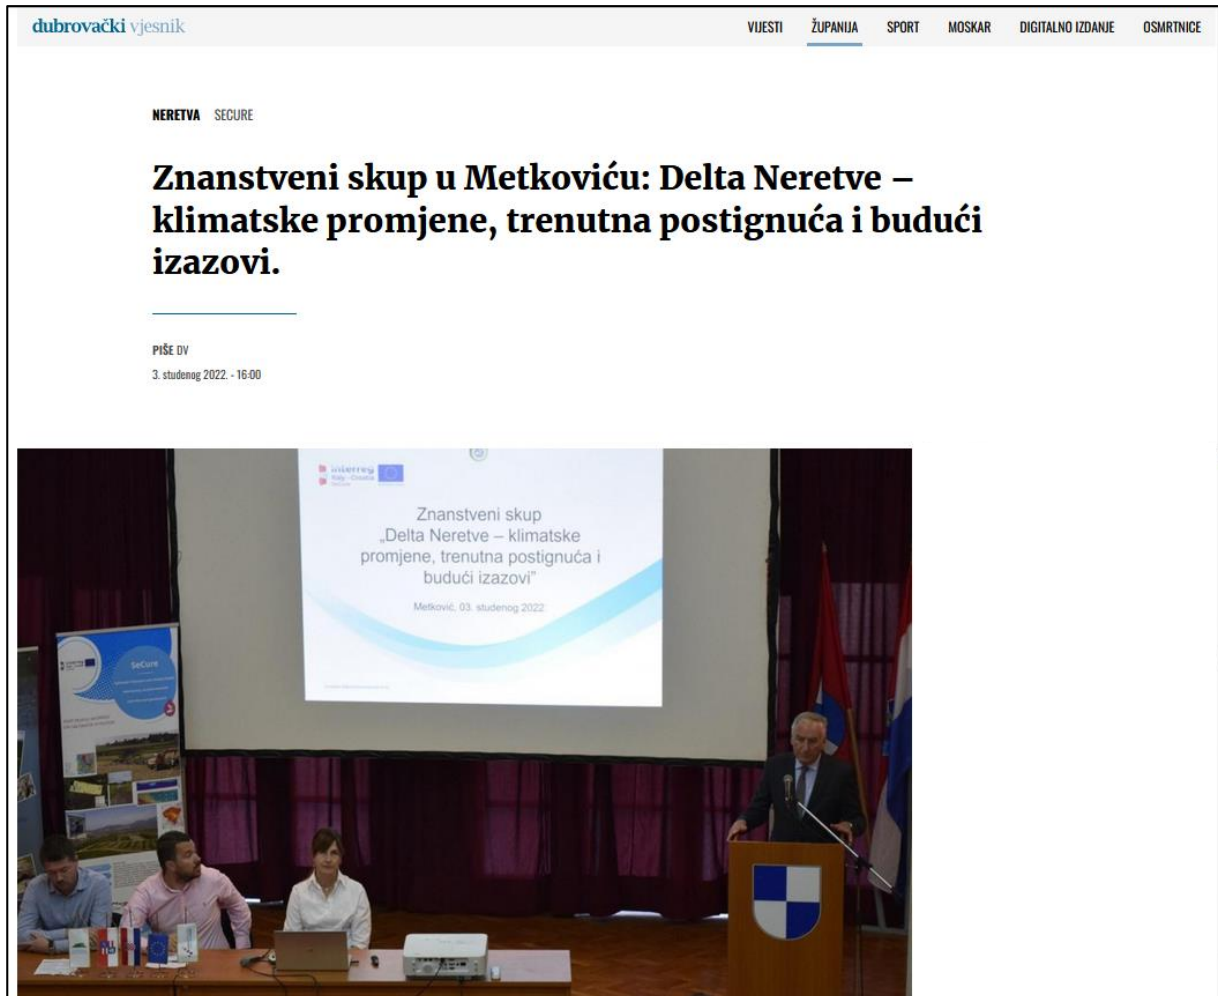 dubrovački vjesnik
VIJESTI ŽUPANIJA SPORT MOSKAR DIGITALNO IZDANJE OSMRTNICE
NERETVA SECURE
Znanstveni skup u Metkoviću: Delta Neretve –
klimatske promjene, trenutna postignuća i budući
izazovi.
PIŠE DV
3. studenog 2022. - 16:00
Interreg
Italy - Croatia
Znanstveni skup
„Delta Neretve – klimatske
promjene, trenutna postignuća i
budući izazovi”
Metković, 03. studenog 2022.
SeCure